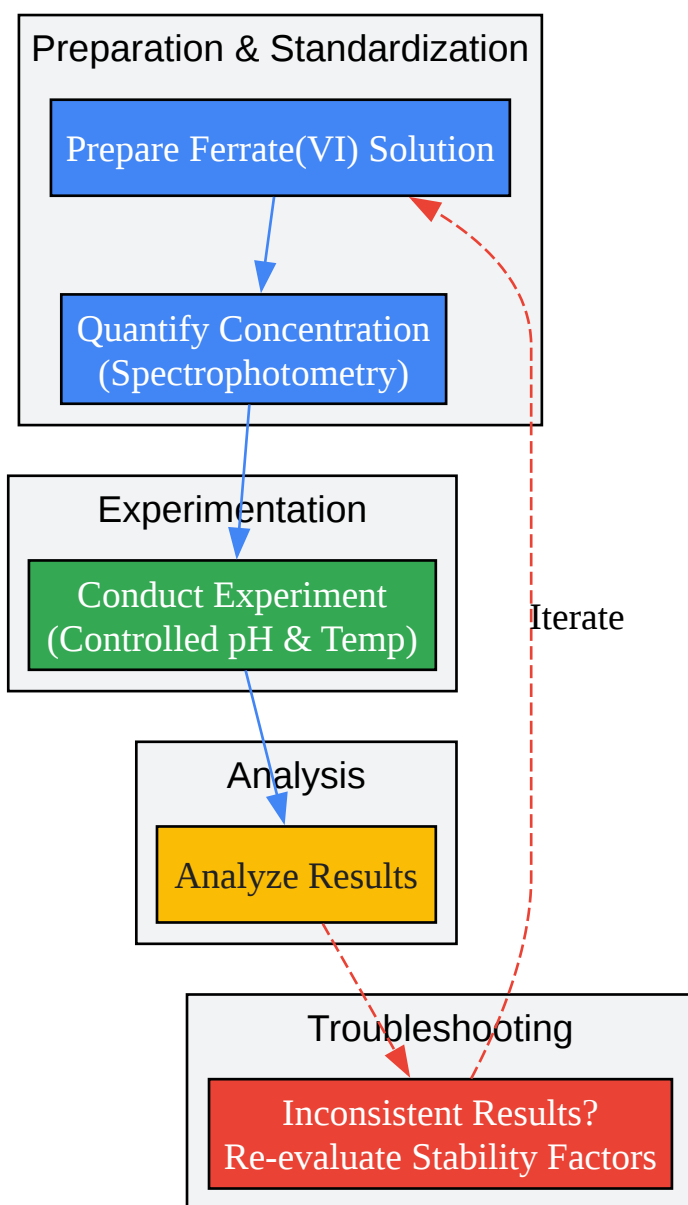 Preparation & Standardization
Prepare Ferrate(VI) Solution
Quantify Concentration
(Spectrophotometry)
Experimentation
Conduct Experiment
(Controlled pH & Temp)
Iterate
Analysis
Analyze Results
Troubleshooting
Inconsistent Results?
Re-evaluate Stability Factors